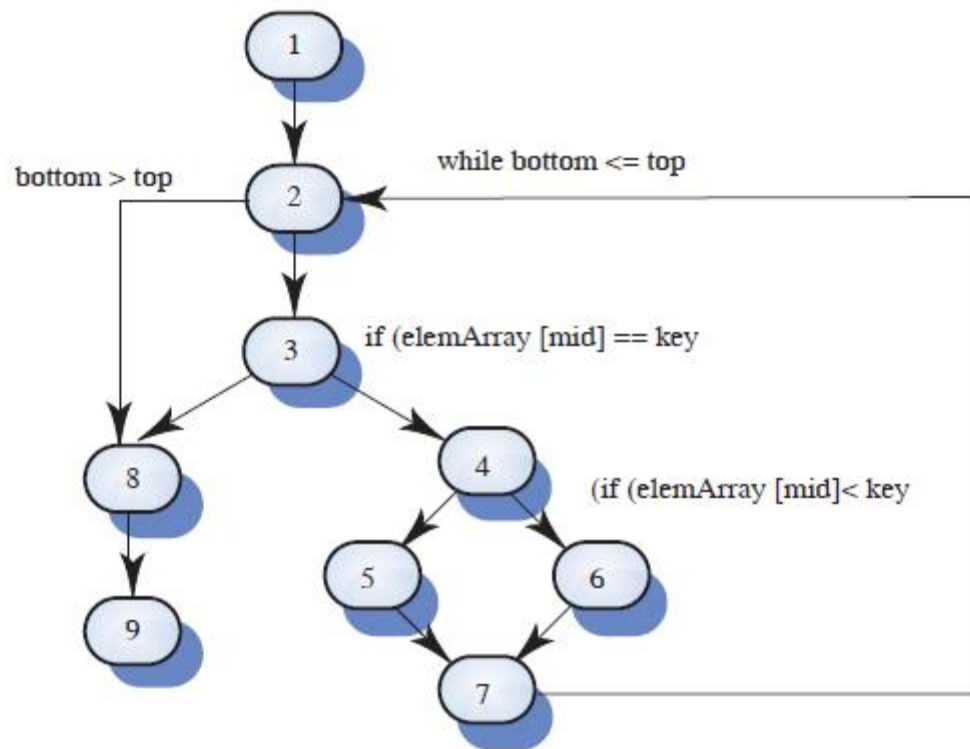 1
while bottom <= top
bottom > top
2
3
if (elemArray [mid] == key
4
8
(if (elemArray [mid]< key
5
6
9
7